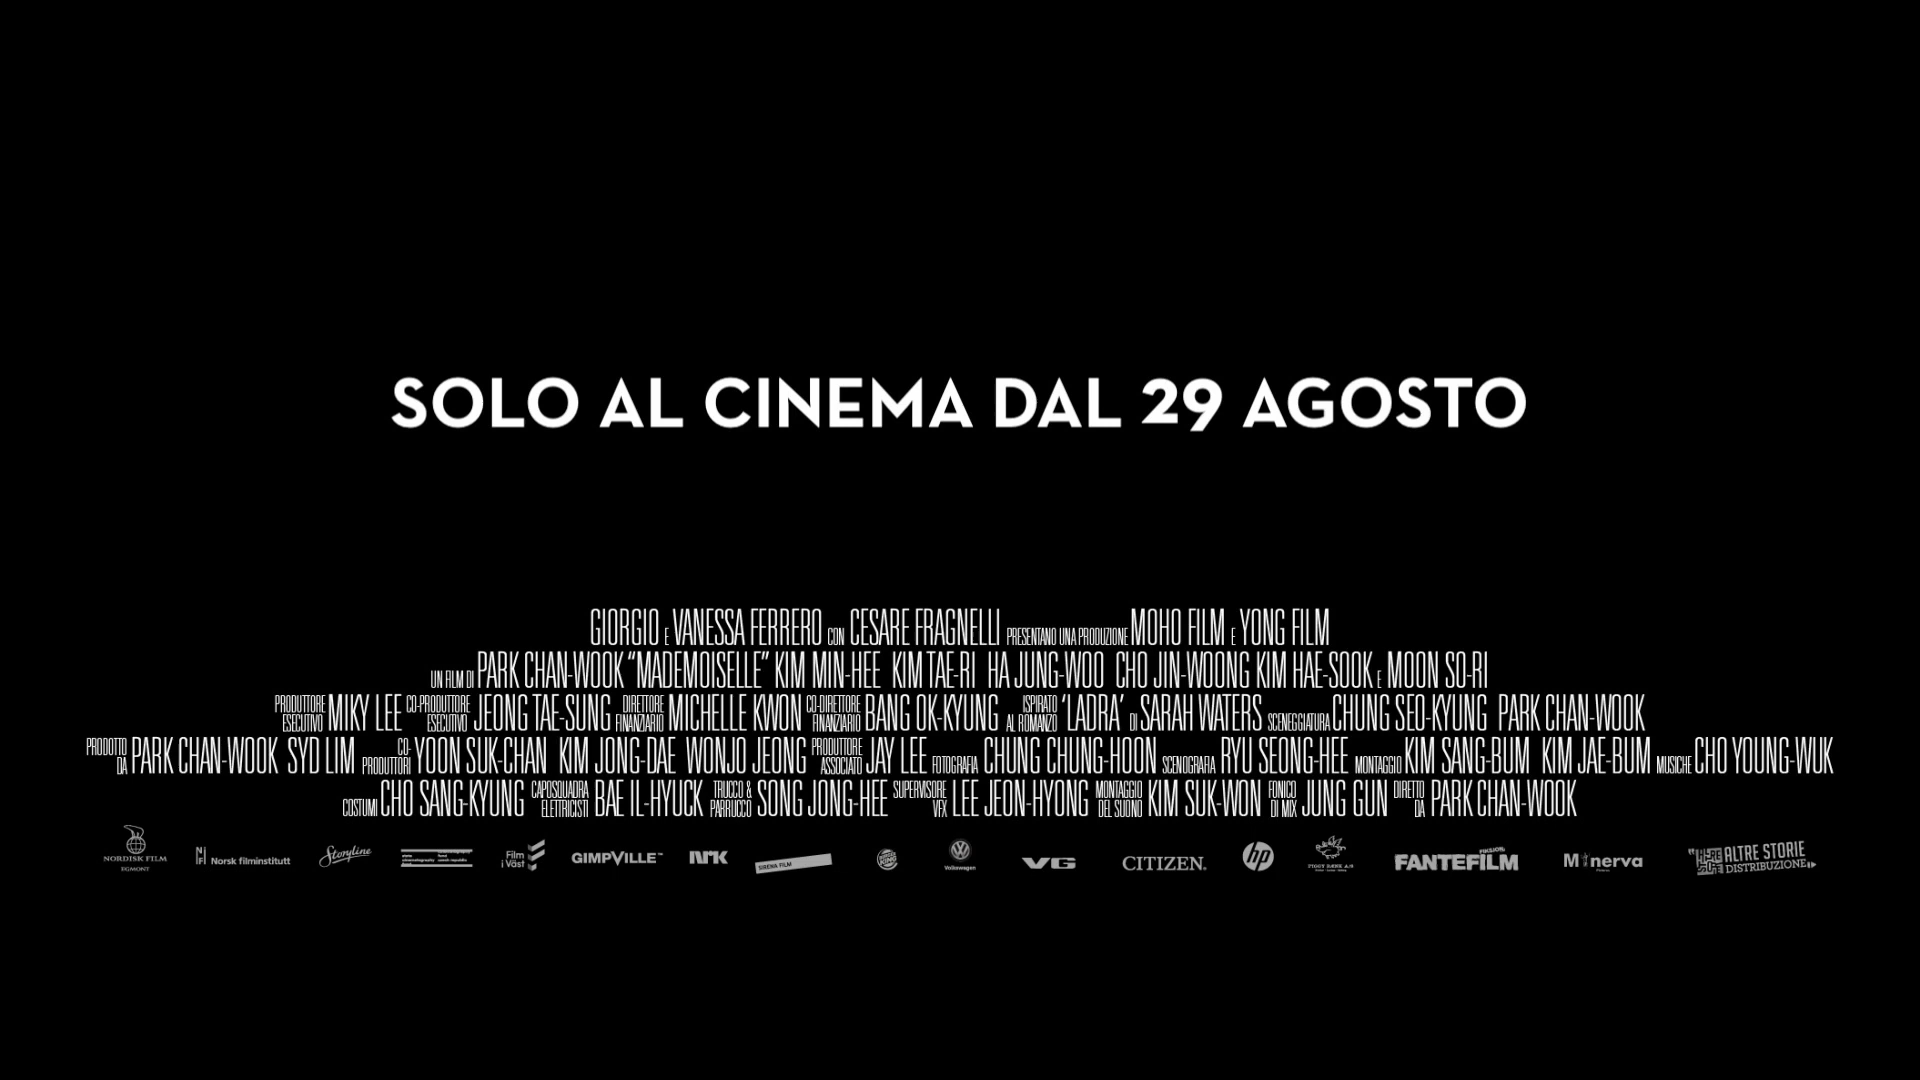 SOLO AL CINEMA DAL 29 AGOSTO
GIORGIO E VANESSA FERRERO CON CESARE FRAGNELLI PRESENTANO UNA PRODUZIONE MOHO FILM E YONG FILM
UN FILM DI PARK CHAN-WOOK “MADEMOISELLE” KIM MIN-HEE KIM TAE-RI HA JUNG-WOO CHO JIN-WOONG KIM HAE-SOOK E MOON SO-RI
PRODUTTORE ESECUTIVO MIKY LEE CO-PRODUTTORE ESECUTIVO JEONG TAE-SUNG DIRETTORE FINANZIARIO MICHELLE KWON CO-DIRETTORE FINANZIARIO BANG OK-KYUNG ISPIRATO AL ROMANZO ‘LADRA’ DI SARAH WATERS SCENEGGIATURA CHUNG SEO-KYUNG PARK CHAN-WOOK
PRODOTTO DA PARK CHAN-WOOK SYD LIM CO-PRODUTTORI YOON SUK-CHAN KIM JONG-DAE WONJO JEONG PRODUTTORE ASSOCIATO JAY LEE FOTOGRAFIA CHUNG CHUNG-HOON SCENOGRAFIA RYU SEONG-HEE MONTAGGIO KIM SANG-BUM KIM JAE-BUM MUSICHE CHO YOUNG-WUK
COSTUMI CHO SANG-KYUNG CAPOSQUADRA ELETTRICISTI BAE IL-HYUCK TRUCCO & PARRUCCO SONG JONG-HEE SUPERVISORE VFX LEE JEON-HYONG MONTAGGIO DEL SUONO KIM SUK-WON FONICO DI MIX JUNG GUN DIRETTO DA PARK CHAN-WOOK
NORDISK FILM EGMONT NFI Norsk filminstitutt Storyline Film i Väst GIMPVILLE™ NRK SIRENA FILM BURGER KING Volkswagen VG CITIZEN. hp FANTEFILM FIKSJON Minerva ALTRE STORIE DISTRIBUZIONE